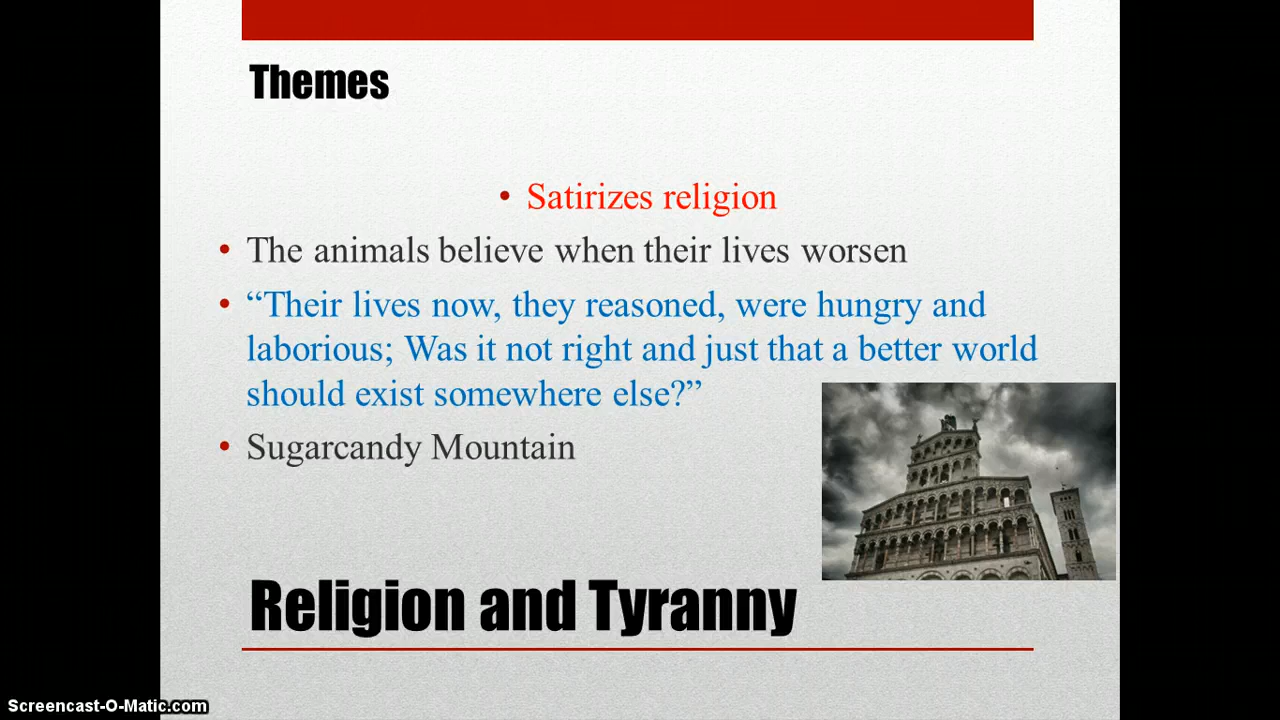 Themes
• Satirizes religion
• The animals believe when their lives worsen
• “Their lives now, they reasoned, were hungry and
laborious; Was it not right and just that a better world
should exist somewhere else?”
• Sugarcandy Mountain
Religion and Tyranny
Screencast-O-Matic.com